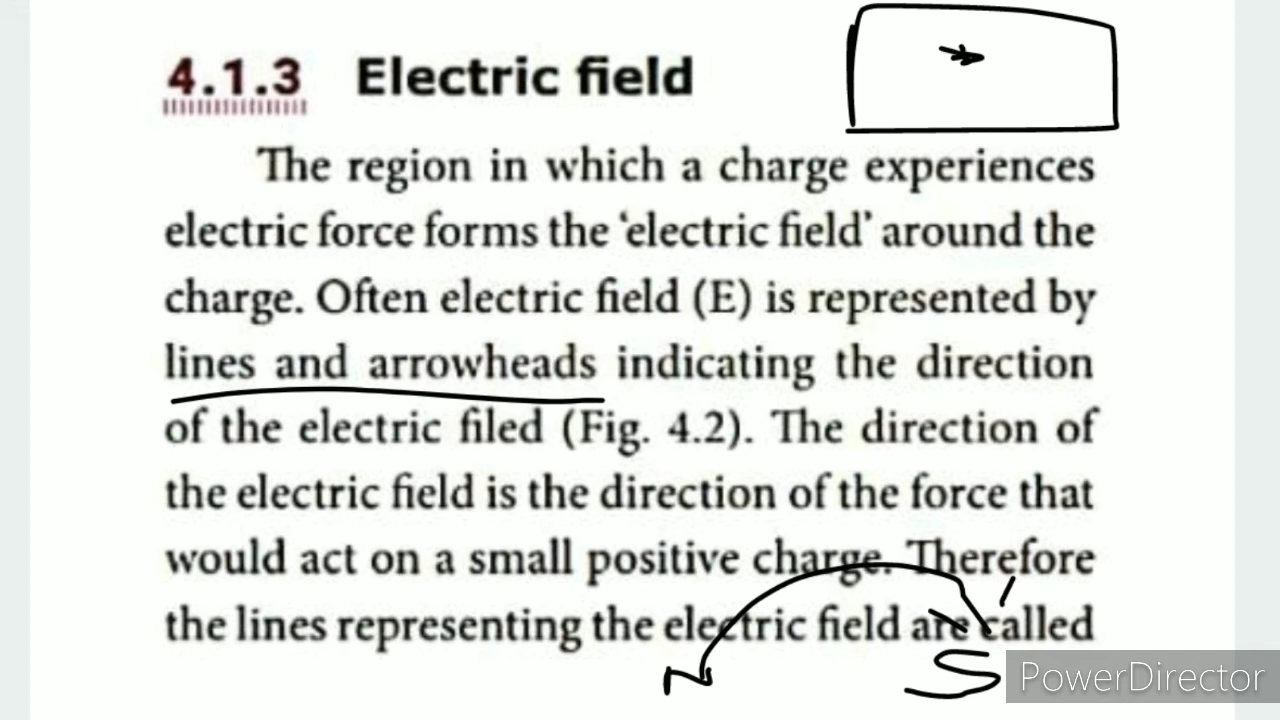 4.1.3 Electric field
The region in which a charge experiences
electric force forms the ‘electric field’ around the
charge. Often electric field (E) is represented by
lines and arrowheads indicating the direction
of the electric filed (Fig. 4.2). The direction of
the electric field is the direction of the force that
would act on a small positive charge. Therefore
the lines representing the electric field are called
N S
PowerDirector